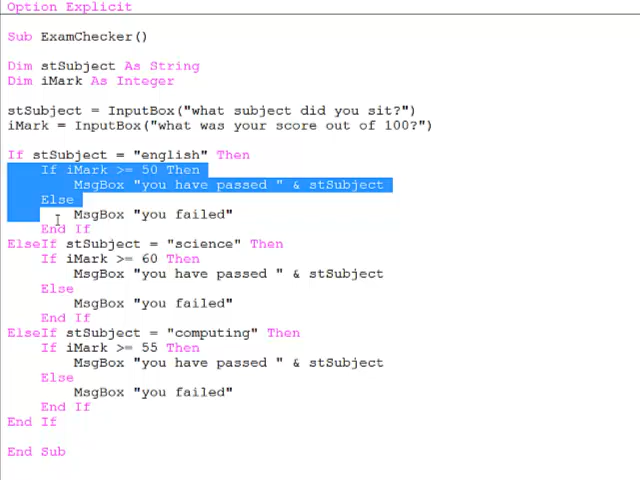 Option Explicit
Sub ExamChecker()
Dim stSubject As String
Dim iMark As Integer
stSubject = InputBox("what subject did you sit?")
iMark = InputBox("what was your score out of 100?")
If stSubject = "english" Then
If iMark >= 50 Then
MsgBox "you have passed " & stSubject
Else
MsgBox "you failed"
End If
ElseIf stSubject = "science" Then
If iMark >= 60 Then
MsgBox "you have passed " & stSubject
Else
MsgBox "you failed"
End If
ElseIf stSubject = "computing" Then
If iMark >= 55 Then
MsgBox "you have passed " & stSubject
Else
MsgBox "you failed"
End If
End If
End Sub